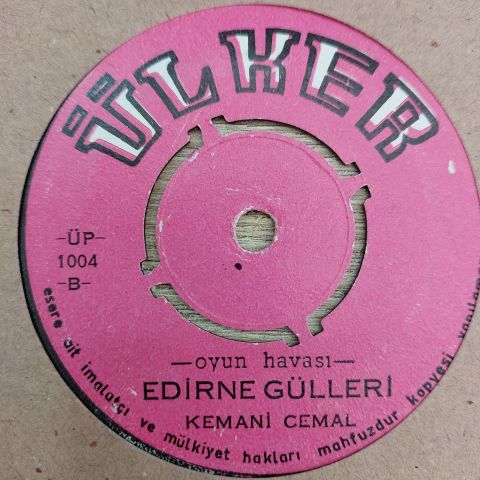 ÜLKER
-ÜP-
1004
-B-
—oyun havası—
EDİRNE GÜLLERİ
KEMANİ CEMAL
esere ait imalatçı ve mülkiyet hakları mahfuzdur kopyesi